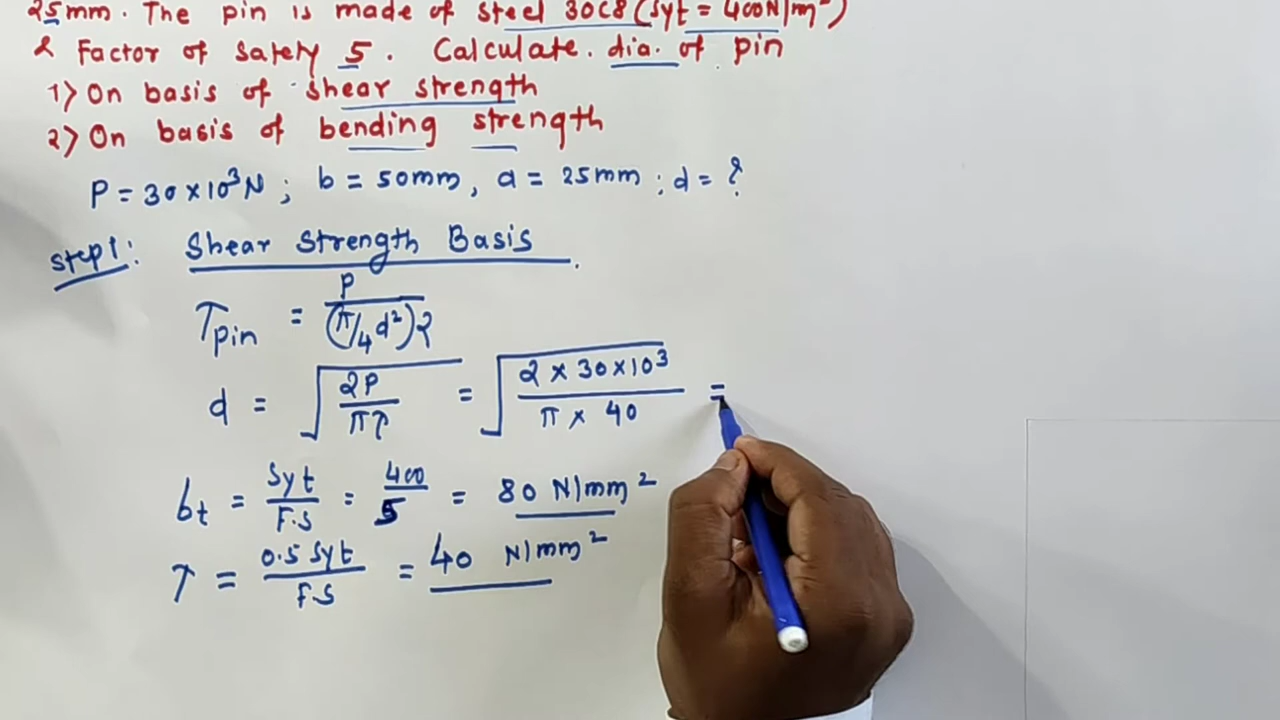 25mm. The pin is made of steel 30C8 (Syt = 400N/mm²)
& Factor of safety 5. Calculate. dia. of pin
1) On basis of shear strength
2) On basis of bending strength
P = 30×10³N ; b = 50mm, a = 25mm ; d = ?
Step1: Shear Strength Basis
τpin = P/(π/4 d²)2
d = √(2P/πτ) = √(2 × 30×10³/π × 40) =
σt = Syt/F.S = 400/5 = 80 N/mm²
τ = 0.5 Syt/F.S = 40 N/mm²